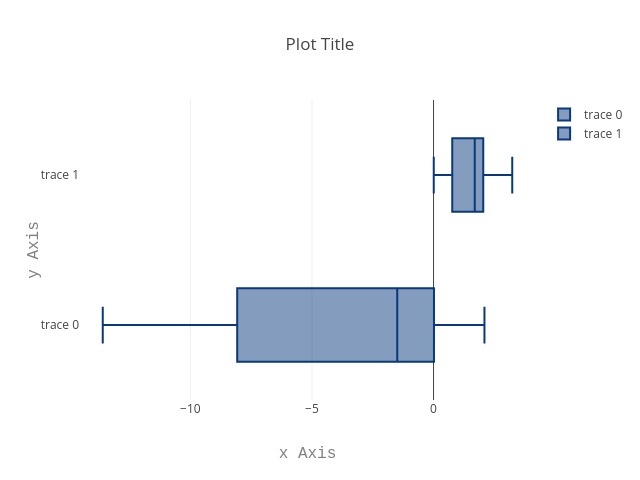 Plot Title
trace 0
trace 1
trace 1
trace 0
y Axis
−10
−5
0
x Axis